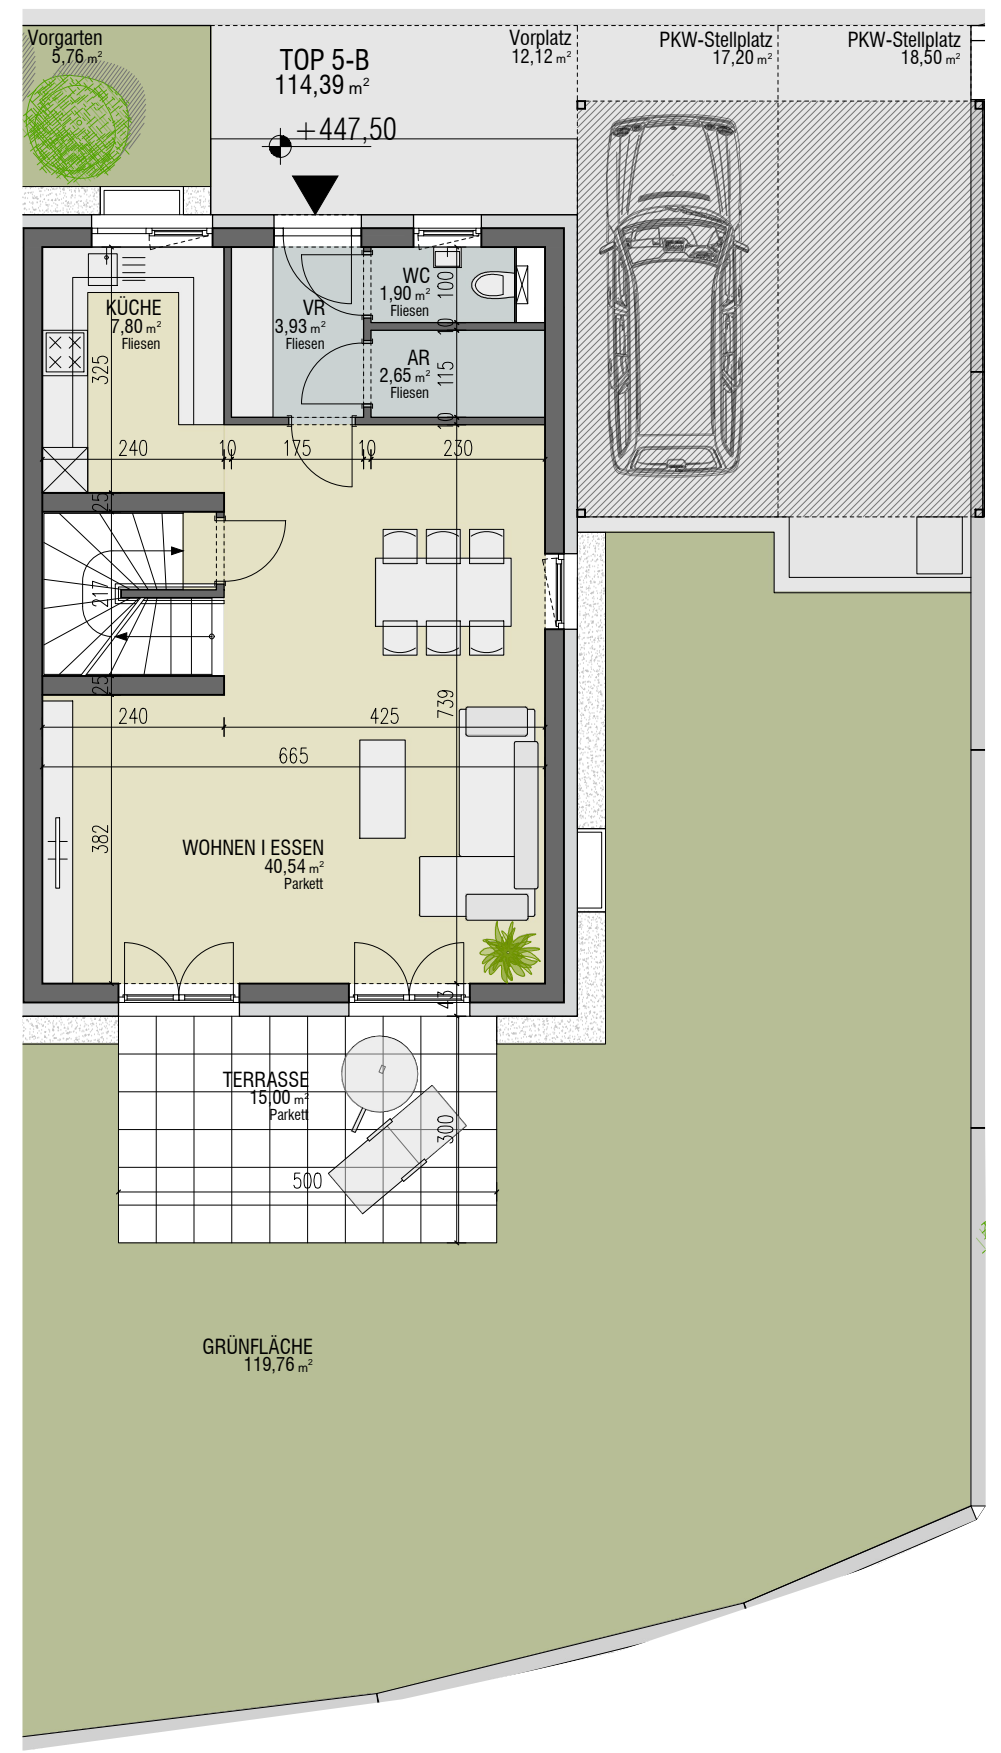 Vorgarten
5,76 m²
TOP 5-B
114,39 m²
+447,50
Vorplatz
12,12 m²
PKW-Stellplatz
17,20 m²
PKW-Stellplatz
18,50 m²
KÜCHE
7,80 m²
Fliesen
VR
3,93 m²
Fliesen
WC
1,90 m²
Fliesen
100
10
AR
2,65 m²
Fliesen
115
10
325
240
10
175
10
230
25
217
25
240
425
739
665
382
WOHNEN I ESSEN
40,54 m²
Parkett
43
TERRASSE
15,00 m²
Parkett
300
500
GRÜNFLÄCHE
119,76 m²